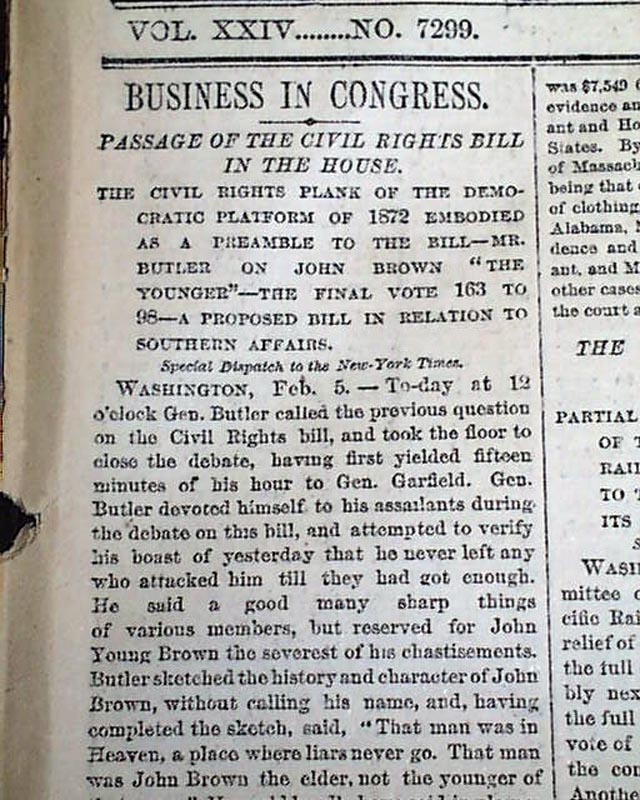 VOL. XXIV........NO. 7299.
BUSINESS IN CONGRESS.
PASSAGE OF THE CIVIL RIGHTS BILL
IN THE HOUSE.
THE CIVIL RIGHTS PLANK OF THE DEMO-
CRATIC PLATFORM OF 1872 EMBODIED
AS A PREAMBLE TO THE BILL—MR.
BUTLER ON JOHN BROWN "THE
YOUNGER"—THE FINAL VOTE 163 TO
98—A PROPOSED BILL IN RELATION TO
SOUTHERN AFFAIRS.
Special Dispatch to the New-York Times.
WASHINGTON, Feb. 5. — To-day at 12
o'clock Gen. Butler called the previous question
on the Civil Rights bill, and took the floor to
close the debate, having first yielded fifteen
minutes of his hour to Gen. Garfield. Gen.
Butler devoted himself to his assailants during
the debate on this bill, and attempted to verify
his boast of yesterday that he never left any
who attacked him till they had got enough.
He said a good many sharp things
of various members, but reserved for John
Young Brown the severest of his chastisements.
Butler sketched the history and character of John
Brown, without calling his name, and, having
completed the sketch, said, "That man was in
Heaven, a place where liars never go. That man
was John Brown the elder, not the younger of
was $7,549
evidence an
ant and Ho
States. By
of Massach
being that
of clothing
Alabama,
dence and
ant, and M
other cases
the court a
THE
PARTIAL
OF T
RAIL
TO T
ITS
S
WASH
mittee o
cific Rai
relief of
the full
bly nex
the full
vote of
the con
Anothe